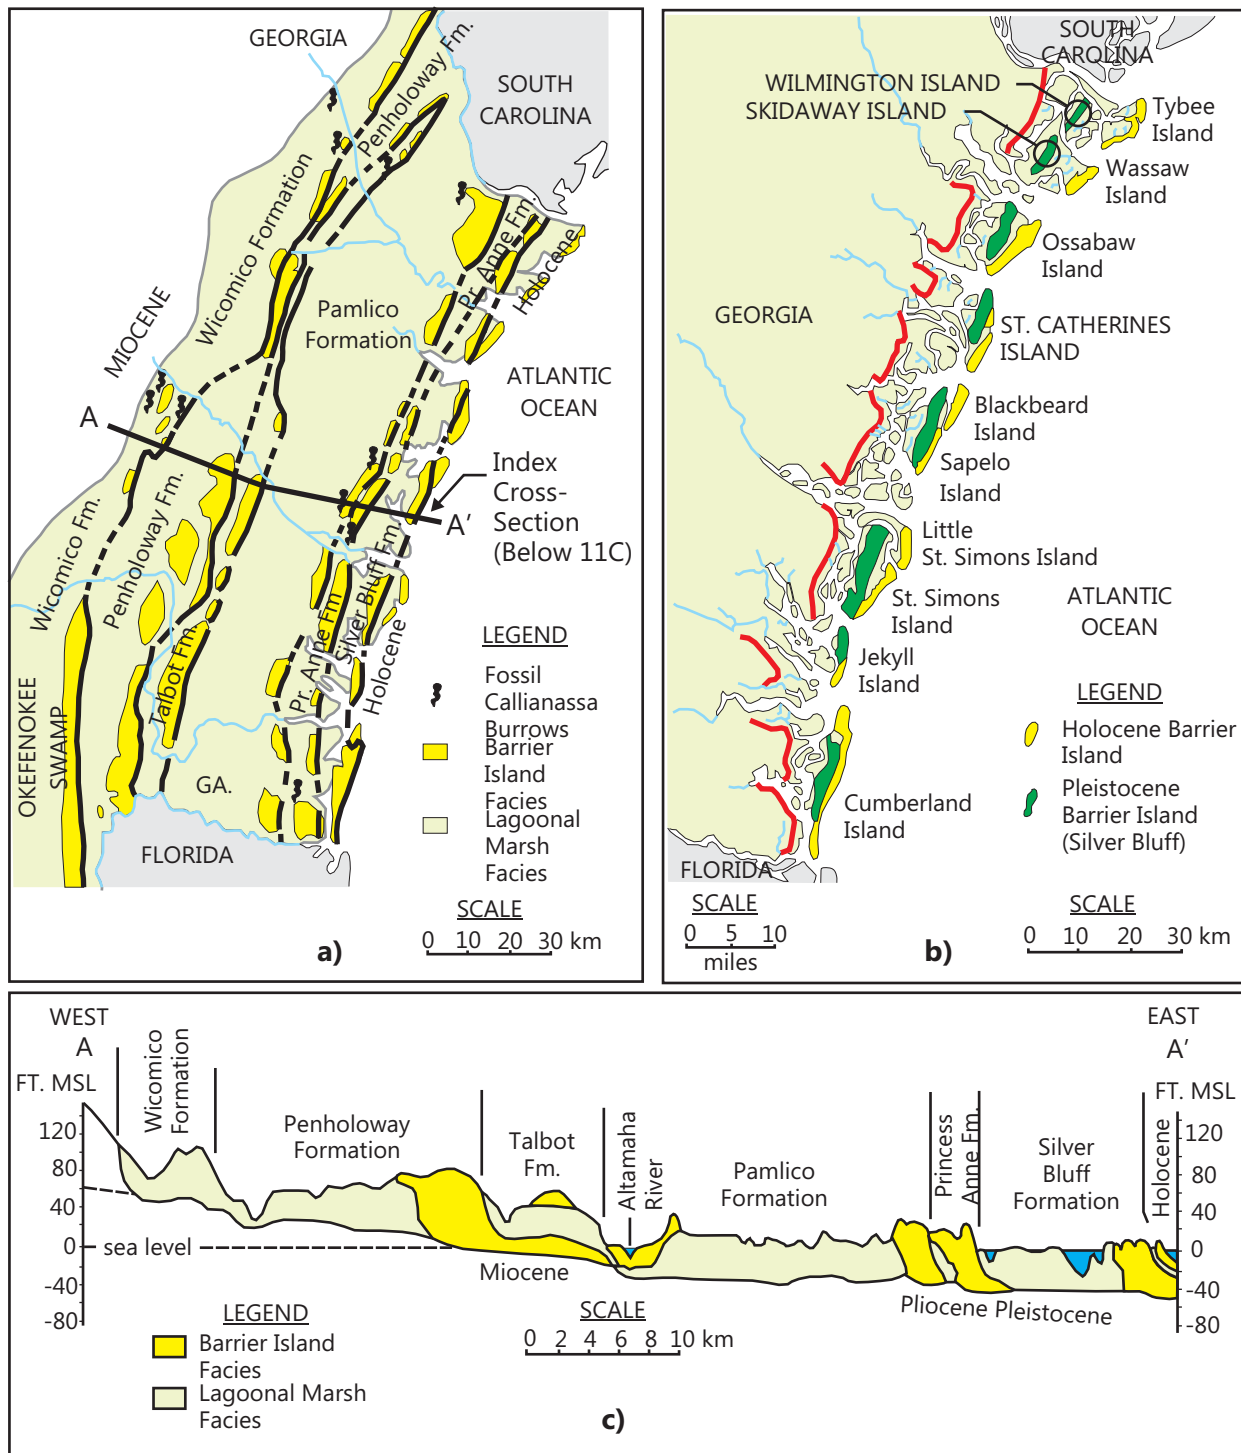 GEORGIA
SOUTH
CAROLINA
Penholoway Fm.
Wicomico Formation
MIOCENE
Pamlico
Formation
Pr. Anne Fm.
Holocene
ATLANTIC
OCEAN
A
A'
Index
Cross-
Section
(Below 11C)
Wicomico Fm.
Penholoway Fm.
Talbot Fm.
Pr. Anne Fm
Silver Bluff Fm.
Holocene
OKEFENOKEE
SWAMP
GA.
FLORIDA
LEGEND
Fossil
Callianassa
Burrows
Barrier
Island
Facies
Lagoonal
Marsh
Facies
SCALE
0 10 20 30 km
a)
SOUTH
CAROLINA
WILMINGTON ISLAND
SKIDAWAY ISLAND
Tybee
Island
Wassaw
Island
Ossabaw
Island
GEORGIA
ST. CATHERINES
ISLAND
Blackbeard
Island
Sapelo
Island
Little
St. Simons Island
St. Simons
Island
ATLANTIC
OCEAN
Jekyll
Island
Cumberland
Island
FLORIDA
LEGEND
Holocene Barrier
Island
Pleistocene
Barrier Island
(Silver Bluff)
SCALE
0 5 10
miles
b)
SCALE
0 10 20 30 km
WEST
A
FT. MSL
120
80
40
0
-40
-80
sea level
Wicomico
Formation
Penholoway
Formation
Talbot
Fm.
Altamaha
River
Pamlico
Formation
Princess
Anne Fm.
Silver
Bluff
Formation
Holocene
EAST
A'
FT. MSL
120
80
40
0
-40
-80
Miocene
Pliocene Pleistocene
LEGEND
Barrier Island
Facies
Lagoonal Marsh
Facies
SCALE
0 2 4 6 8 10 km
c)